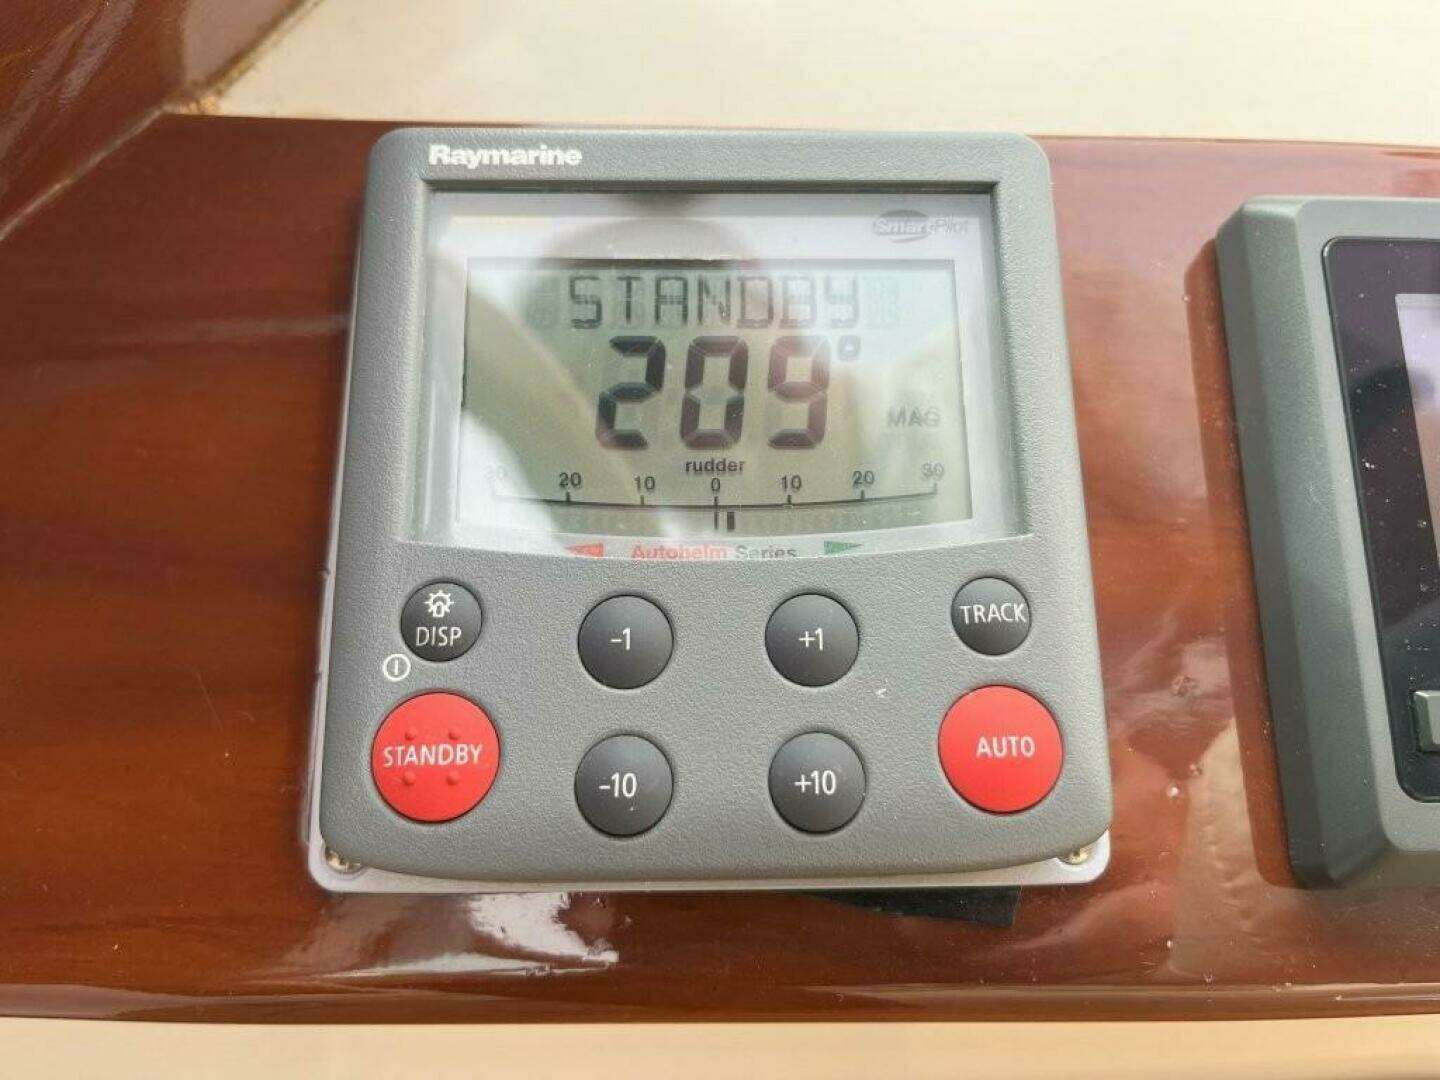 Raymarine
SmartPilot
STANDBY
209°
MAG
rudder
30 20 10 0 10 20 30
Autohelm Series
DISP
-1
+1
TRACK
STANDBY
-10
+10
AUTO